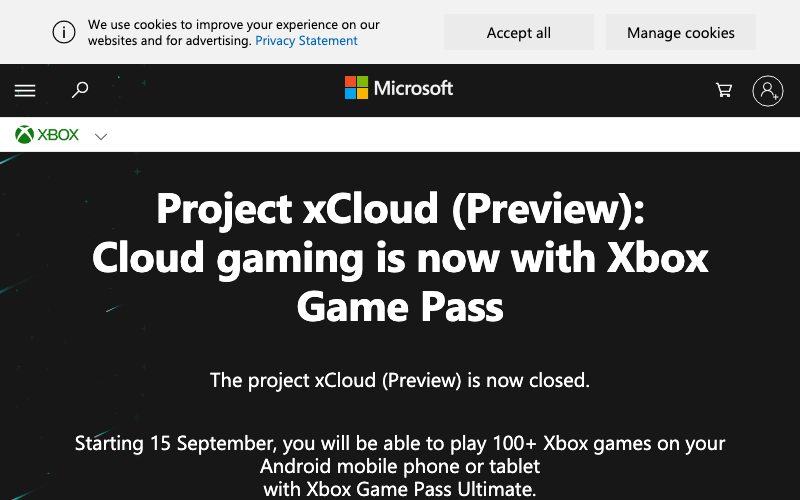 We use cookies to improve your experience on our
websites and for advertising. Privacy Statement
Accept all
Manage cookies
Microsoft
XBOX
Project xCloud (Preview):
Cloud gaming is now with Xbox
Game Pass
The project xCloud (Preview) is now closed.
Starting 15 September, you will be able to play 100+ Xbox games on your
Android mobile phone or tablet
with Xbox Game Pass Ultimate.